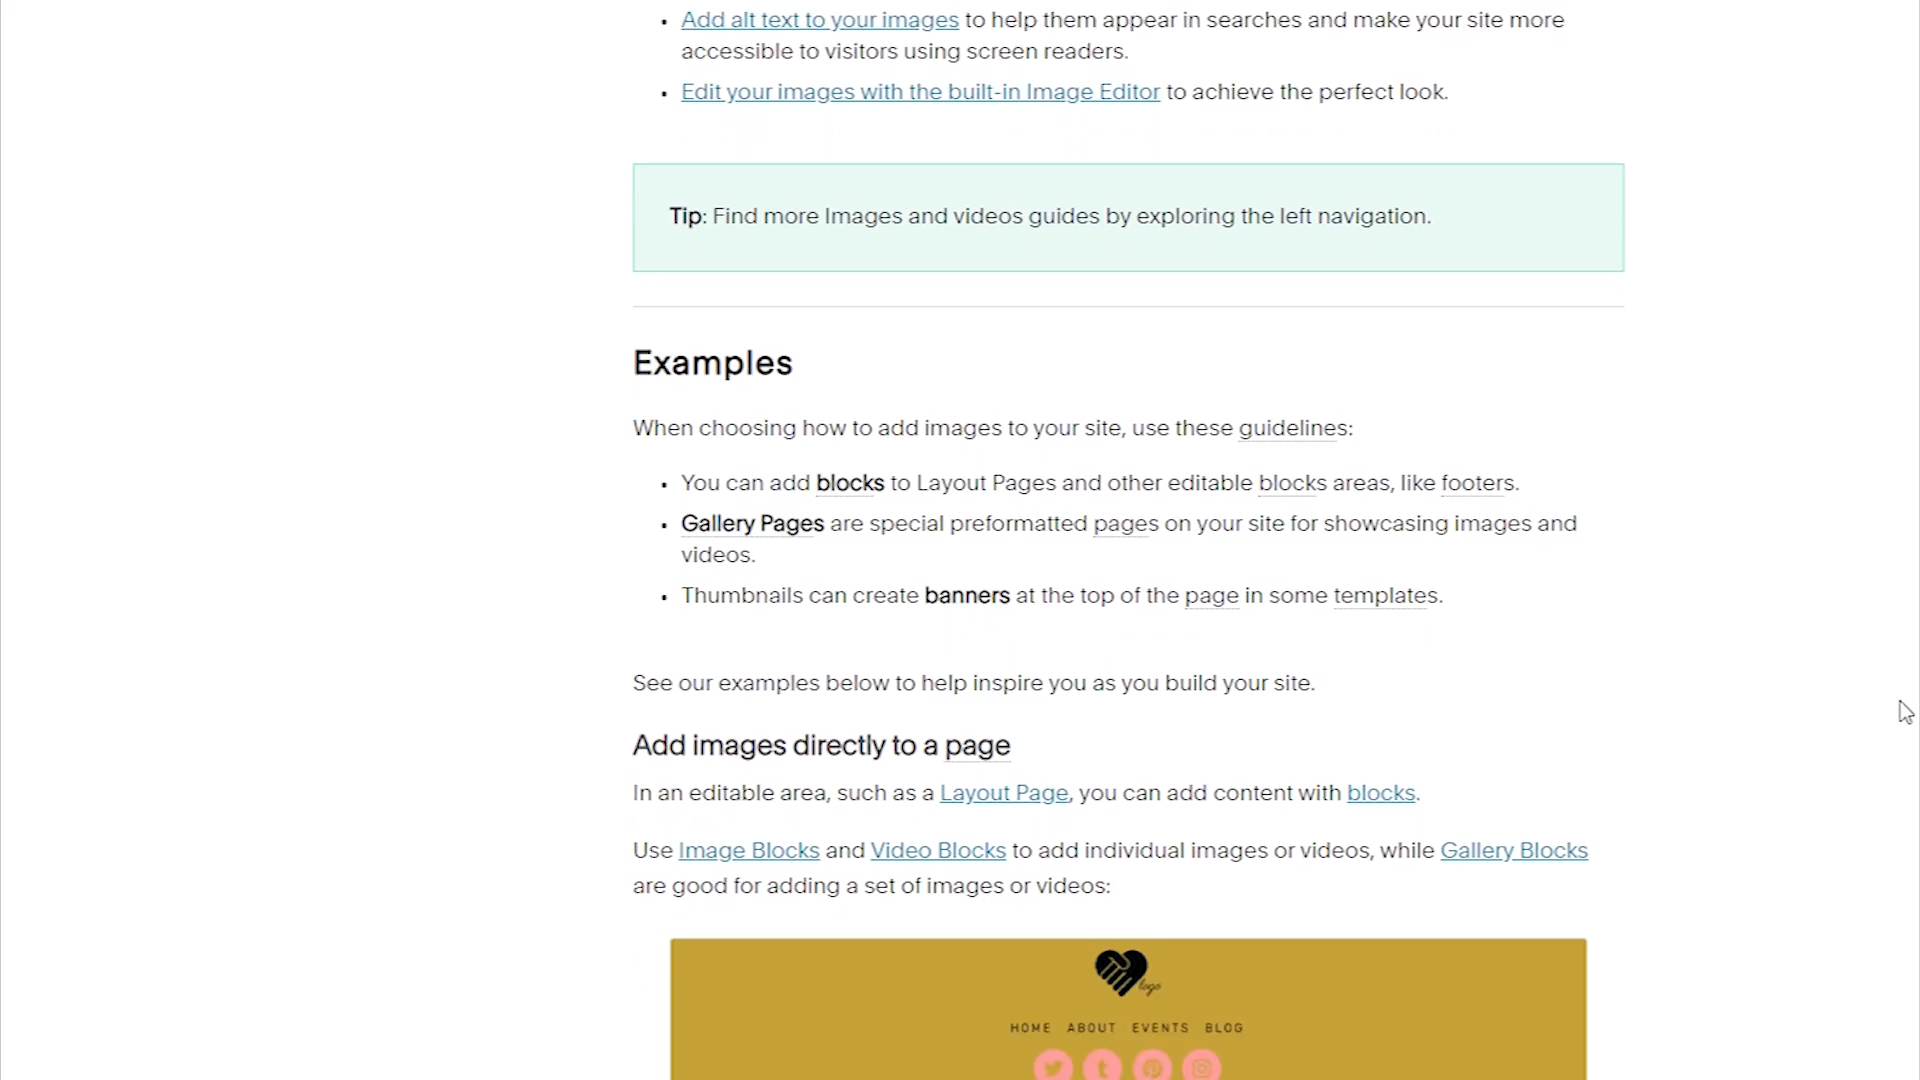 Add alt text to your images to help them appear in searches and make your site more
accessible to visitors using screen readers.
Edit your images with the built-in Image Editor to achieve the perfect look.
Tip: Find more Images and videos guides by exploring the left navigation.
Examples
When choosing how to add images to your site, use these guidelines:
You can add blocks to Layout Pages and other editable blocks areas, like footers.
Gallery Pages are special preformatted pages on your site for showcasing images and
videos.
Thumbnails can create banners at the top of the page in some templates.
See our examples below to help inspire you as you build your site.
Add images directly to a page
In an editable area, such as a Layout Page, you can add content with blocks.
Use Image Blocks and Video Blocks to add individual images or videos, while Gallery Blocks
are good for adding a set of images or videos:
logo
HOME ABOUT EVENTS BLOG